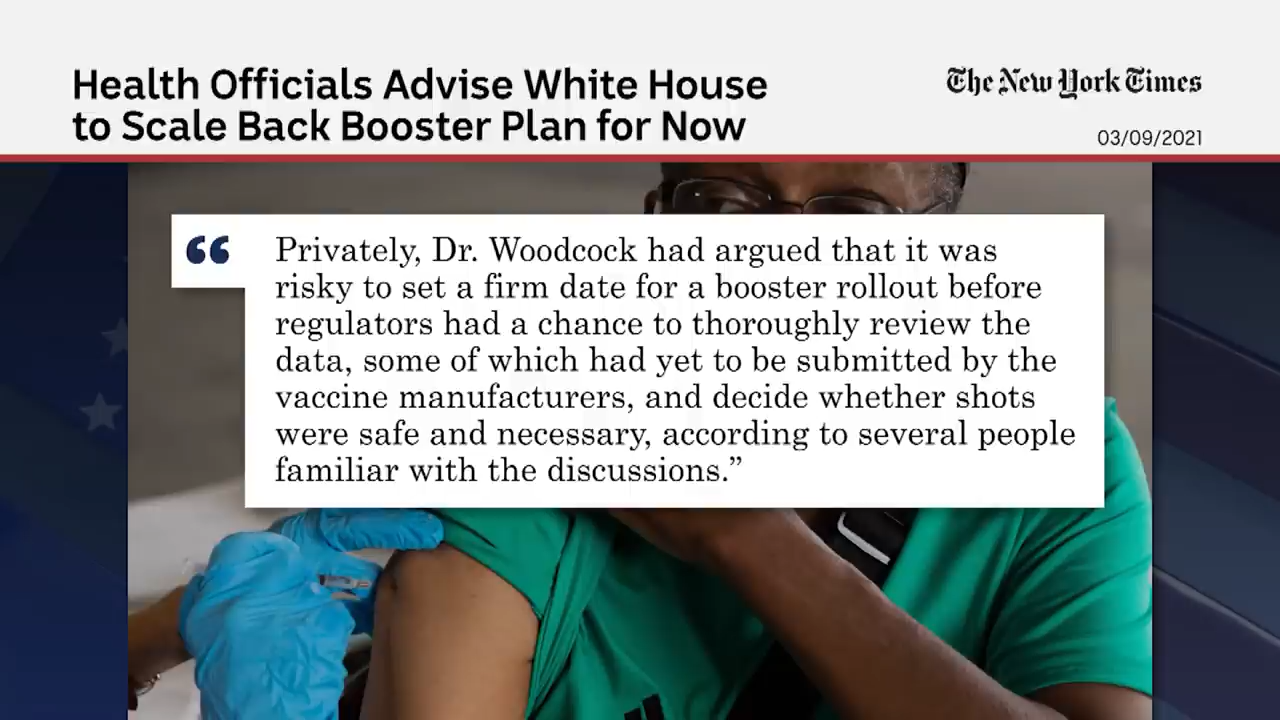 Health Officials Advise White House
to Scale Back Booster Plan for Now
The New York Times
03/09/2021
“
Privately, Dr. Woodcock had argued that it was
risky to set a firm date for a booster rollout before
regulators had a chance to thoroughly review the
data, some of which had yet to be submitted by the
vaccine manufacturers, and decide whether shots
were safe and necessary, according to several people
familiar with the discussions.”